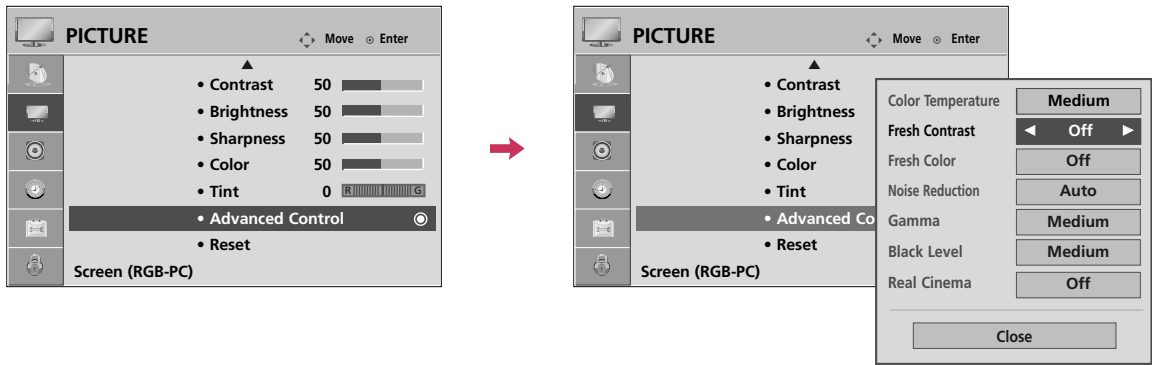 PICTURE
Move Enter
• Contrast 50
• Brightness 50
• Sharpness 50
• Color 50
• Tint 0 R G
• Advanced Control
• Reset
Screen (RGB-PC)
PICTURE
Move Enter
• Contrast
• Brightness
• Sharpness
• Color
• Tint
• Advanced Co
• Reset
Screen (RGB-PC)
Color Temperature Medium
Fresh Contrast ◀ Off ▶
Fresh Color Off
Noise Reduction Auto
Gamma Medium
Black Level Medium
Real Cinema Off
Close